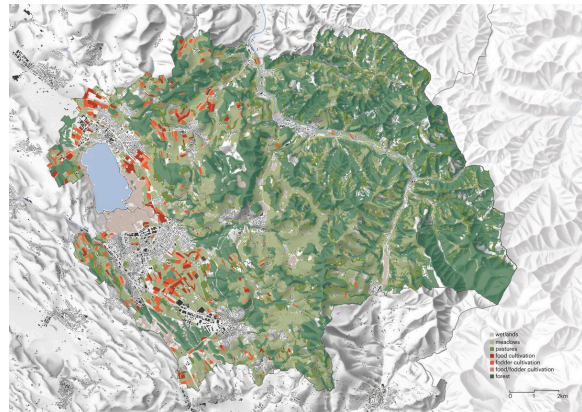 wetlands
meadows
pastures
food cultivation
fodder cultivation
food/fodder cultivation
forest
0 1 2km